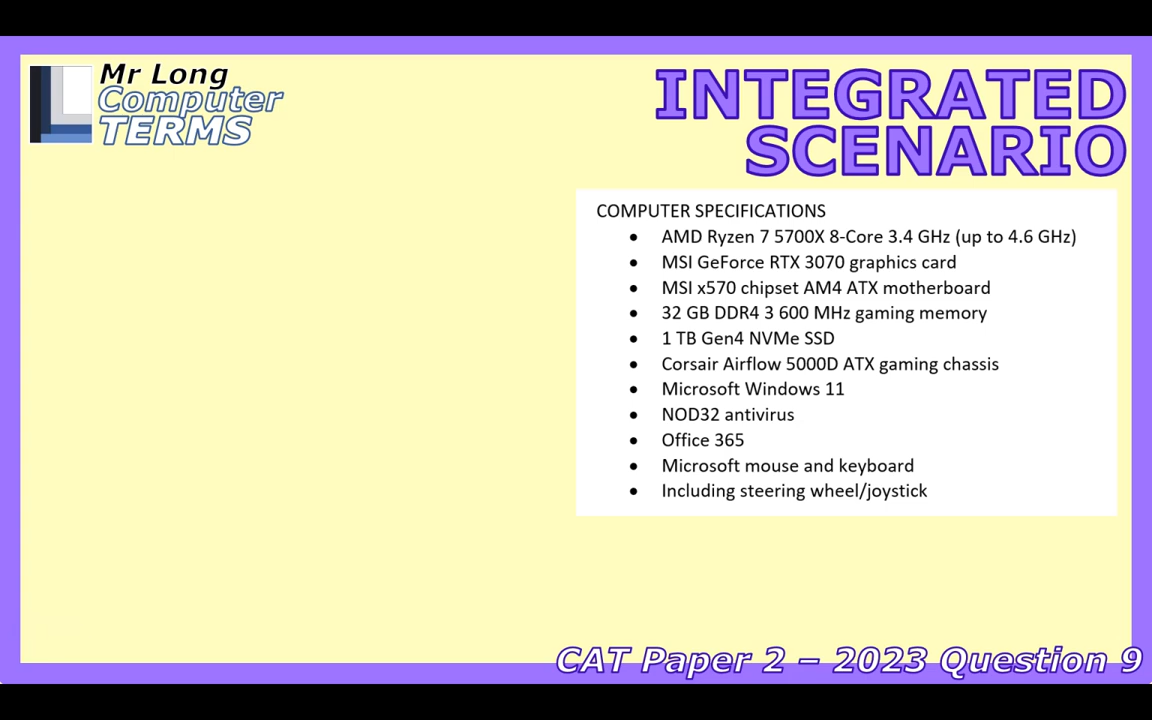 Mr Long
Computer
TERMS
INTEGRATED
SCENARIO
COMPUTER SPECIFICATIONS
• AMD Ryzen 7 5700X 8-Core 3.4 GHz (up to 4.6 GHz)
• MSI GeForce RTX 3070 graphics card
• MSI x570 chipset AM4 ATX motherboard
• 32 GB DDR4 3 600 MHz gaming memory
• 1 TB Gen4 NVMe SSD
• Corsair Airflow 5000D ATX gaming chassis
• Microsoft Windows 11
• NOD32 antivirus
• Office 365
• Microsoft mouse and keyboard
• Including steering wheel/joystick
CAT Paper 2 – 2023 Question 9